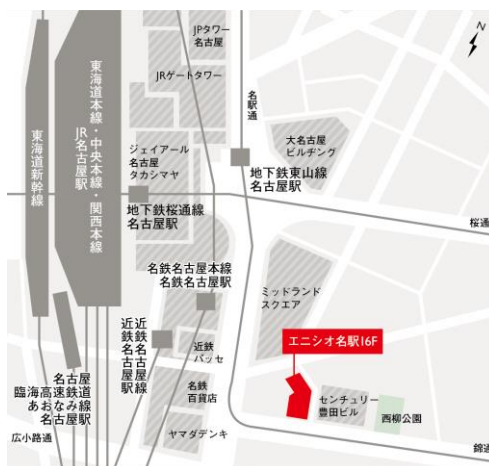 JPタワー
名古屋
JRゲートタワー
N
名駅通
大名古屋
ビルヂング
東海道本線・中央本線・関西本線
JR名古屋駅
東海道新幹線
ジェイアール
名古屋
タカシマヤ
地下鉄東山線
名古屋駅
地下鉄桜通線
名古屋駅
桜通
名鉄名古屋本線
名鉄名古屋駅
ミッドランド
スクエア
近鉄名古屋線
近鉄名古屋駅
近鉄
パッセ
エニシオ名駅16F
名古屋
臨海高速鉄道
あおなみ線
名古屋駅
名鉄
百貨店
センチュリー
豊田ビル
西柳公園
ヤマダデンキ
広小路通
錦通